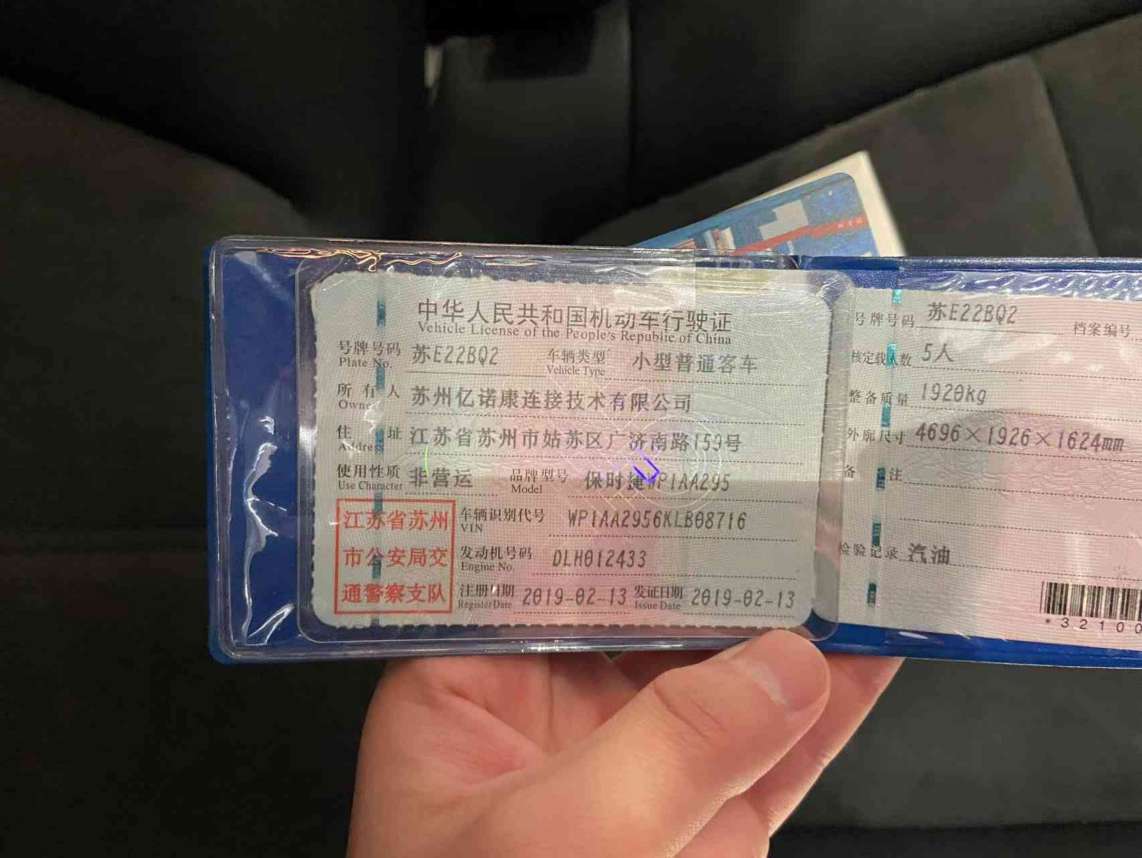 中华人民共和国机动车行驶证
Vehicle License of the People's Republic of China
号牌号码 苏E22BQ2 车辆类型 小型普通客车
Plate No. Vehicle Type
所有人 苏州亿诺康连接技术有限公司
Owner
住址 江苏省苏州市姑苏区广济南路159号
Address
使用性质 非营运 品牌型号 保时捷WP1AA295
Use Character Model
江苏省苏州
市公安局交
通警察支队
车辆识别代号 WP1AA2956KLB08716
VIN
发动机号码 DLH012433
Engine No.
注册日期 2019-02-13 发证日期 2019-02-13
Register Date Issue Date
号牌号码 苏E22BQ2 档案编号
核定载人数 5人
整备质量 1920kg
外廓尺寸 4696×1926×1624mm
备注
检验记录 汽油
*32100